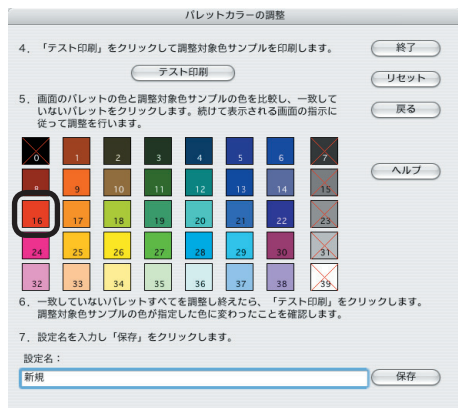 パレットカラーの調整
4. 「テスト印刷」をクリックして調整対象色サンプルを印刷します。
終了
テスト印刷
リセット
5. 画面のパレットの色と調整対象色サンプルの色を比較し、一致して
いないパレットをクリックします。続けて表示される画面の指示に
従って調整を行います。
戻る
ヘルプ
0 1 2 3 4 5 6 7
8 9 10 11 12 13 14 15
16 17 18 19 20 21 22 23
24 25 26 27 28 29 30 31
32 33 34 35 36 37 38 39
6. 一致していないパレットすべてを調整し終えたら、「テスト印刷」をクリックします。
調整対象色サンプルの色が指定した色に変わったことを確認します。
7. 設定名を入力し「保存」をクリックします。
設定名：
新規
保存